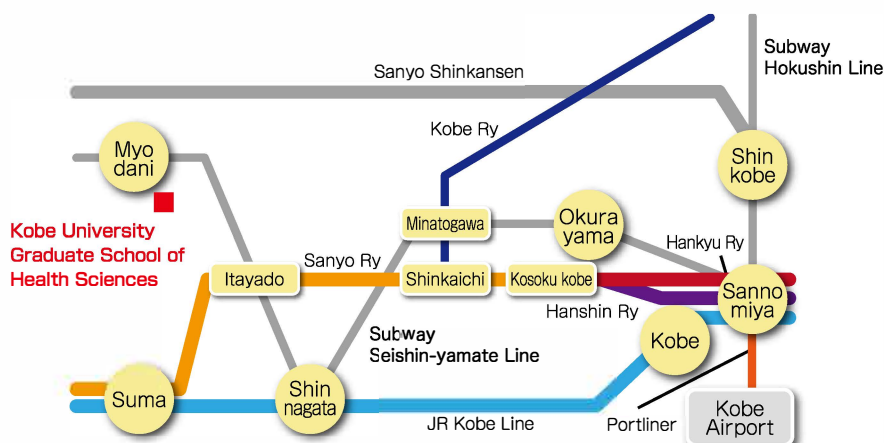 Subway
Hokushin Line
Sanyo Shinkansen
Kobe Ry
Myo
dani
Shin
kobe
Kobe University
Graduate School of
Health Sciences
Minatogawa
Okura
yama
Hankyu Ry
Sanyo Ry
Itayado
Shinkaichi
Kosoku kobe
Sanno
miya
Hanshin Ry
Subway
Seishin-yamate Line
Kobe
Suma
Shin
nagata
JR Kobe Line
Portliner
Kobe
Airport